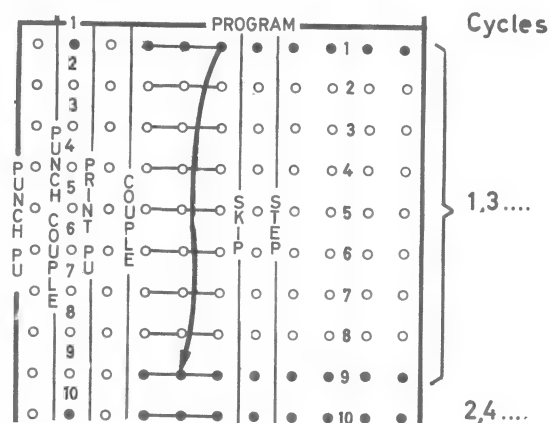 PROGRAM
Cycles
1
2
3
4
5
6
7
8
9
10
PUNCH PU
PUNCH COUPLE
PRINT PU
COUPLE
SKIP
STEP
1
2
3
4
5
6
7
8
9
10
1,3....
2,4....